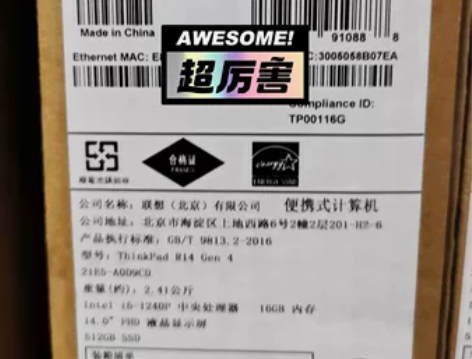 Made in China
AWESOME!
超厉害
91088 8
Ethernet MAC:
C:3005058B07EA
Compliance ID:
TP00116G
合格证
ENERGY STAR
公司名称：联想（北京）有限公司 便携式计算机
公司地址：北京市海淀区上地西路6号2幢2层201-H2-6
产品执行标准：GB/T 9813.2-2016
型号：ThinkPad R14 Gen 4
21E5-A0D9CD
重量(约)：2.41公斤
Intel i5-1240P 中央处理器 16GB 内存
14.0" FHD 液晶显示屏
512GB SSD